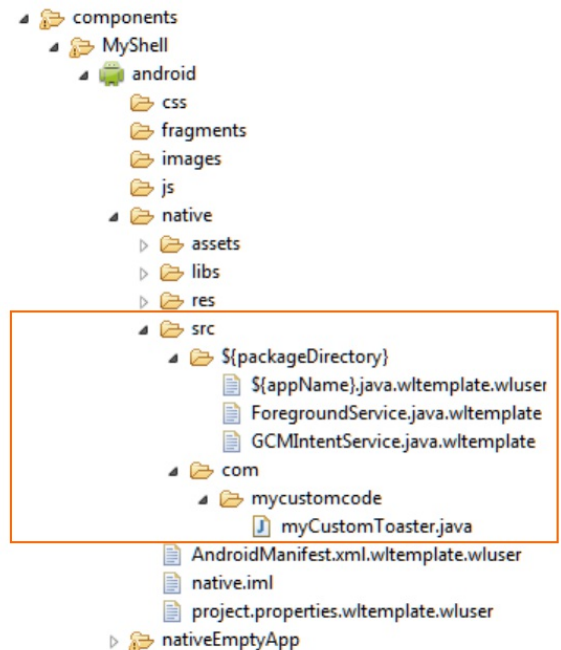 components
MyShell
android
css
fragments
images
js
native
assets
libs
res
src
${packageDirectory}
${appName}.java.wltemplate.wluser
ForegroundService.java.wltemplate
GCMIntentService.java.wltemplate
com
mycustomcode
myCustomToaster.java
AndroidManifest.xml.wltemplate.wluser
native.iml
project.properties.wltemplate.wluser
nativeEmptyApp